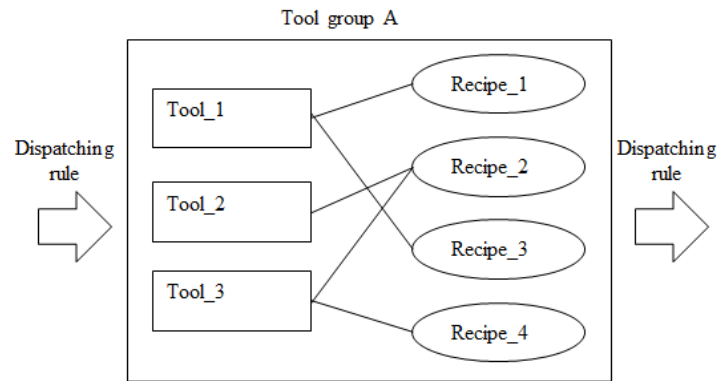 Tool group A
Dispatching
rule
Tool_1
Tool_2
Tool_3
Recipe_1
Recipe_2
Recipe_3
Recipe_4
Dispatching
rule